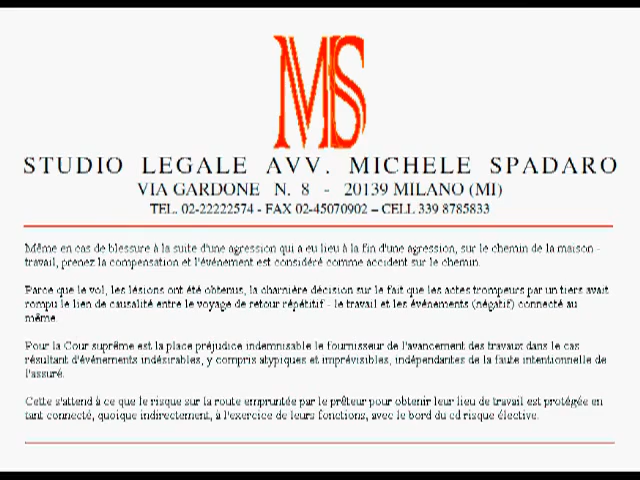 MS
STUDIO LEGALE AVV. MICHELE SPADARO
VIA GARDONE N. 8 - 20139 MILANO (MI)
TEL. 02-22222574 - FAX 02-45070902 – CELL 339 8785833
Même en cas de blessure à la suite d'une agression qui a eu lieu à la fin d'une agression, sur le chemin de la maison -
travail, prenez la compensation et l'événement est considéré comme accident sur le chemin.
Parce que le vol, les lésions ont été obtenus, la charnière décision sur le fait que les actes trompeurs par un tiers avait
rompu le lien de causalité entre le voyage de retour répétitif - le travail et les événements (négatif) connecté au
même.
Pour la Cour suprême est la place préjudice indemnisable le fournisseur de l'avancement des travaux dans le cas
résultant d'événements indésirables, y compris atypiques et imprévisibles, indépendantes de la faute intentionnelle de
l'assuré.
Cette s'attend à ce que le risque sur la route empruntée par le prêteur pour obtenir leur lieu de travail est protégée en
tant connecté, quoique indirectement, à l'exercice de leurs fonctions, avec le bord du cd risque élective.